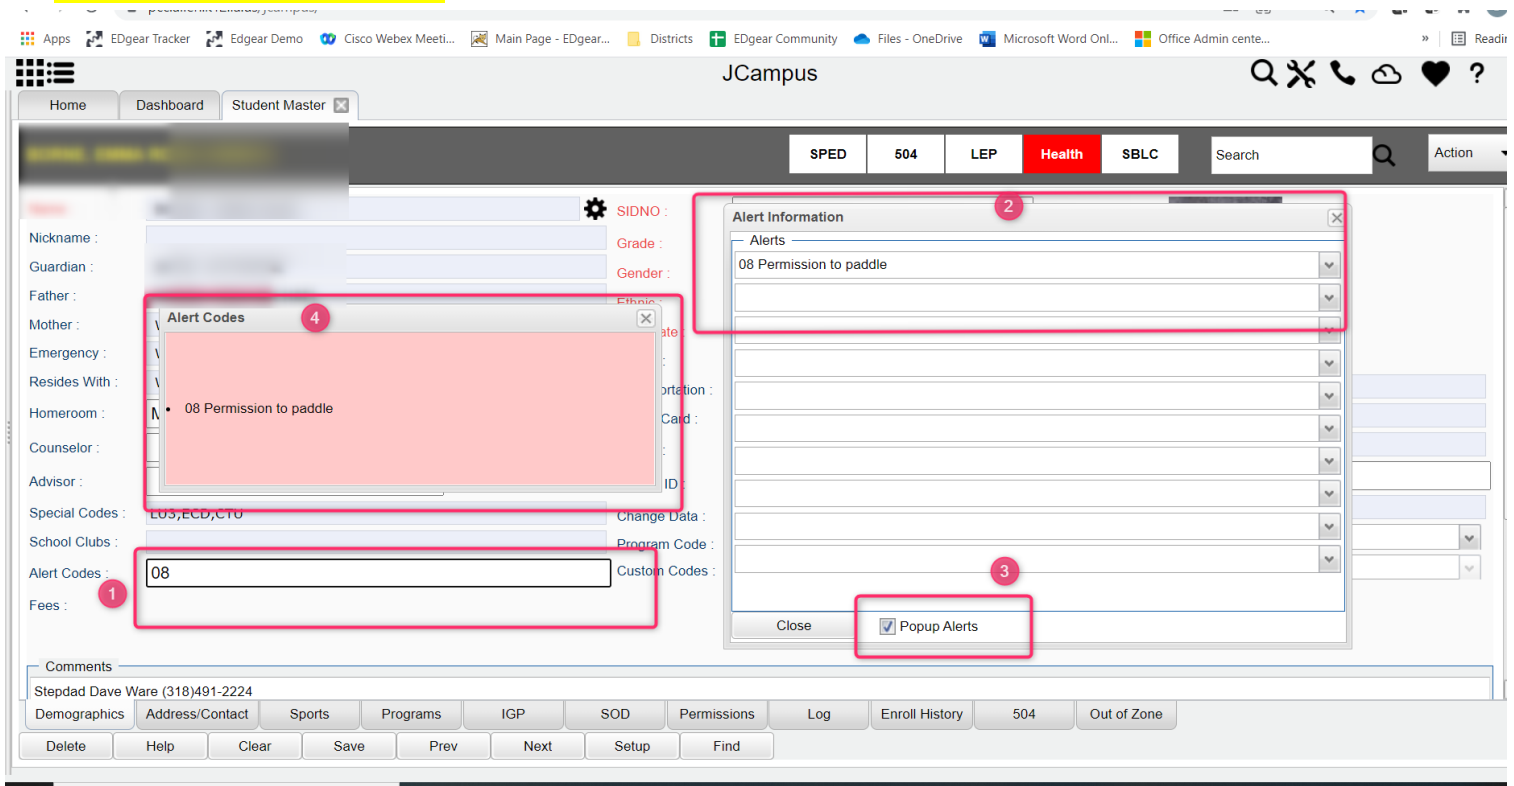 Apps EDgear Tracker Edgear Demo Cisco Webex Meeti... Main Page - EDgear... Districts EDgear Community Files - OneDrive Microsoft Word Onl... Office Admin cente... »
JCampus ?
Home Dashboard Student Master
SPED 504 LEP Health SBLC Search Action
SIDNO :
Nickname :
Grade :
Guardian :
Gender :
Father :
Mother :
Emergency :
Resides With :
Homeroom :
Counselor :
Advisor :
Special Codes : LU3,ECD,CTU
Change Data :
School Clubs :
Program Code :
Alert Codes : 08
Custom Codes :
Fees :
1
Alert Information 2
Alerts
08 Permission to paddle
3
Close Popup Alerts
Alert Codes 4
• 08 Permission to paddle
Comments
Stepdad Dave Ware (318)491-2224
Demographics Address/Contact Sports Programs IGP SOD Permissions Log Enroll History 504 Out of Zone
Delete Help Clear Save Prev Next Setup Find